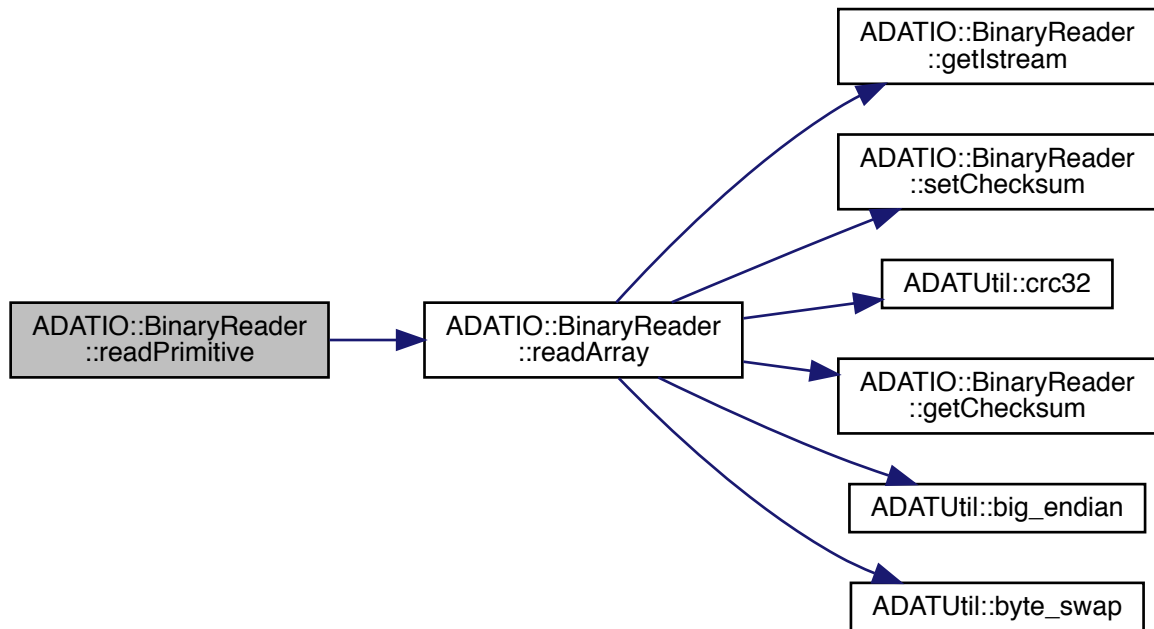 ADATIO::BinaryReader
::getIstream
ADATIO::BinaryReader
::setChecksum
ADATUtil::crc32
ADATIO::BinaryReader
::readPrimitive
ADATIO::BinaryReader
::readArray
ADATIO::BinaryReader
::getChecksum
ADATUtil::big_endian
ADATUtil::byte_swap